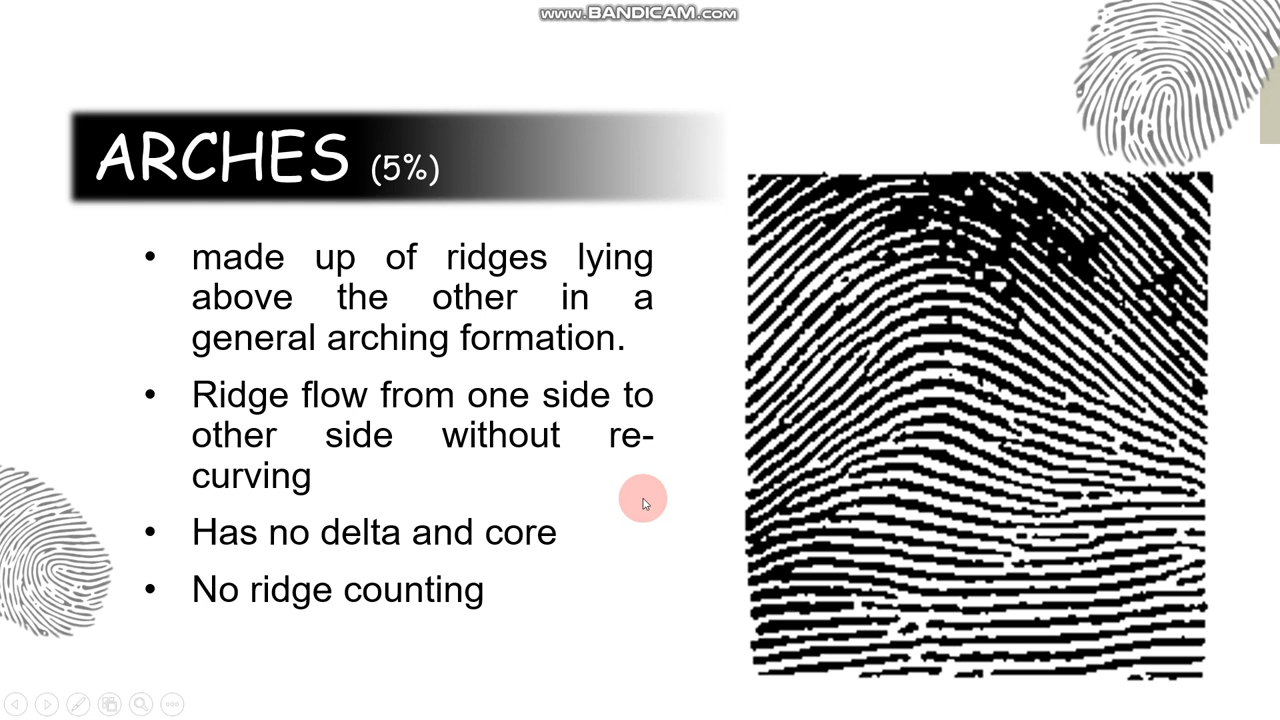 www.BANDICAM.com
ARCHES (5%)
• made up of ridges lying
above the other in a
general arching formation.
• Ridge flow from one side to
other side without re-
curving
• Has no delta and core
• No ridge counting